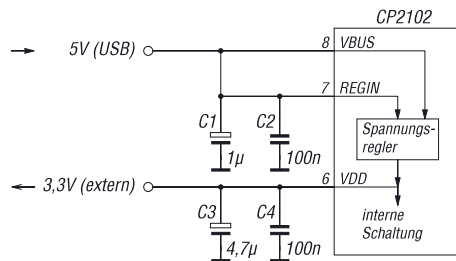 CP2102
5V (USB)
8 VBUS
7 REGIN
C1
C2
1µ
100n
Spannungs-
regler
3,3V (extern)
6 VDD
C3
C4
4,7µ
100n
interne
Schaltung